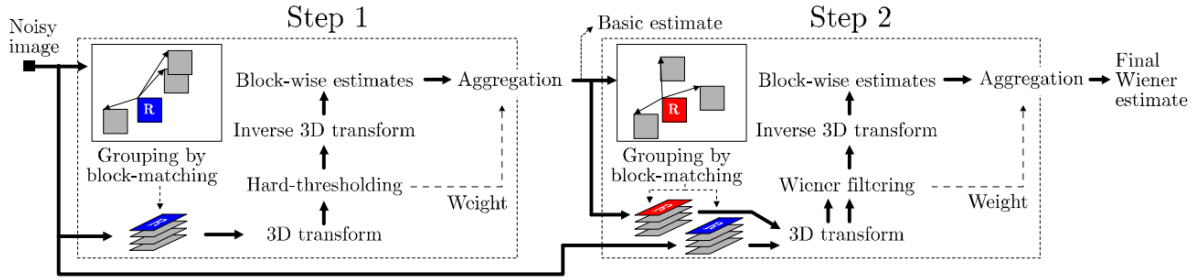 Step 1
Noisy
image
R
Grouping by
block-matching
Block-wise estimates
Aggregation
Inverse 3D transform
Hard-thresholding
Weight
3D transform
Step 2
Basic estimate
R
Grouping by
block-matching
Block-wise estimates
Aggregation
Final
Wiener
estimate
Inverse 3D transform
Wiener filtering
Weight
3D transform